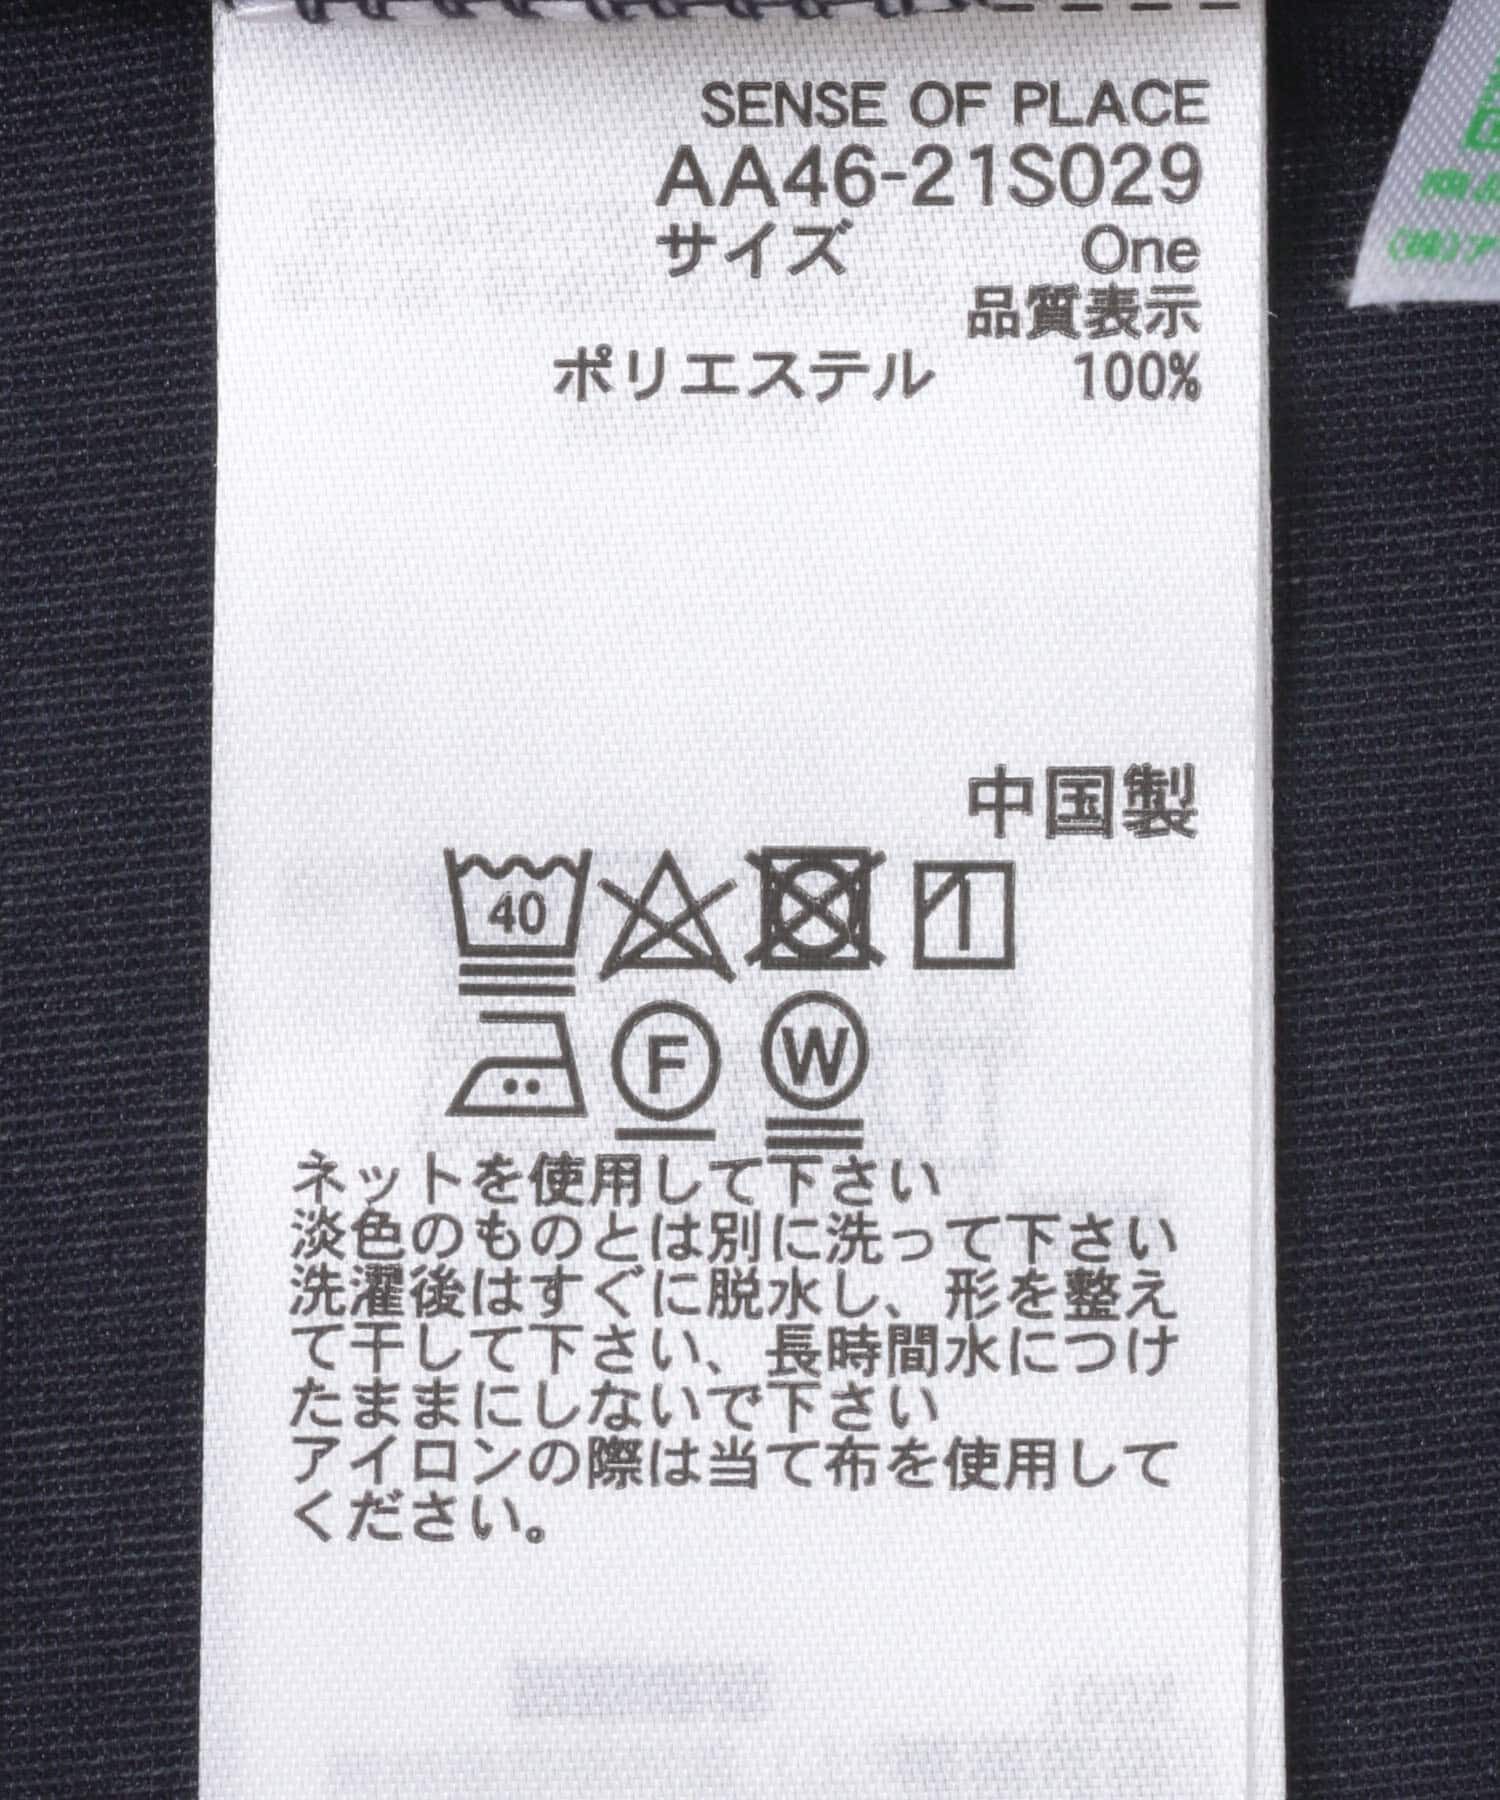 SENSE OF PLACE
AA46-21S029
サイズ One
品質表示
ポリエステル 100%
中国製
40
F
W
ネットを使用して下さい
淡色のものとは別に洗って下さい
洗濯後はすぐに脱水し、形を整え
て干して下さい、長時間水につけ
たままにしないで下さい
アイロンの際は当て布を使用して
ください。